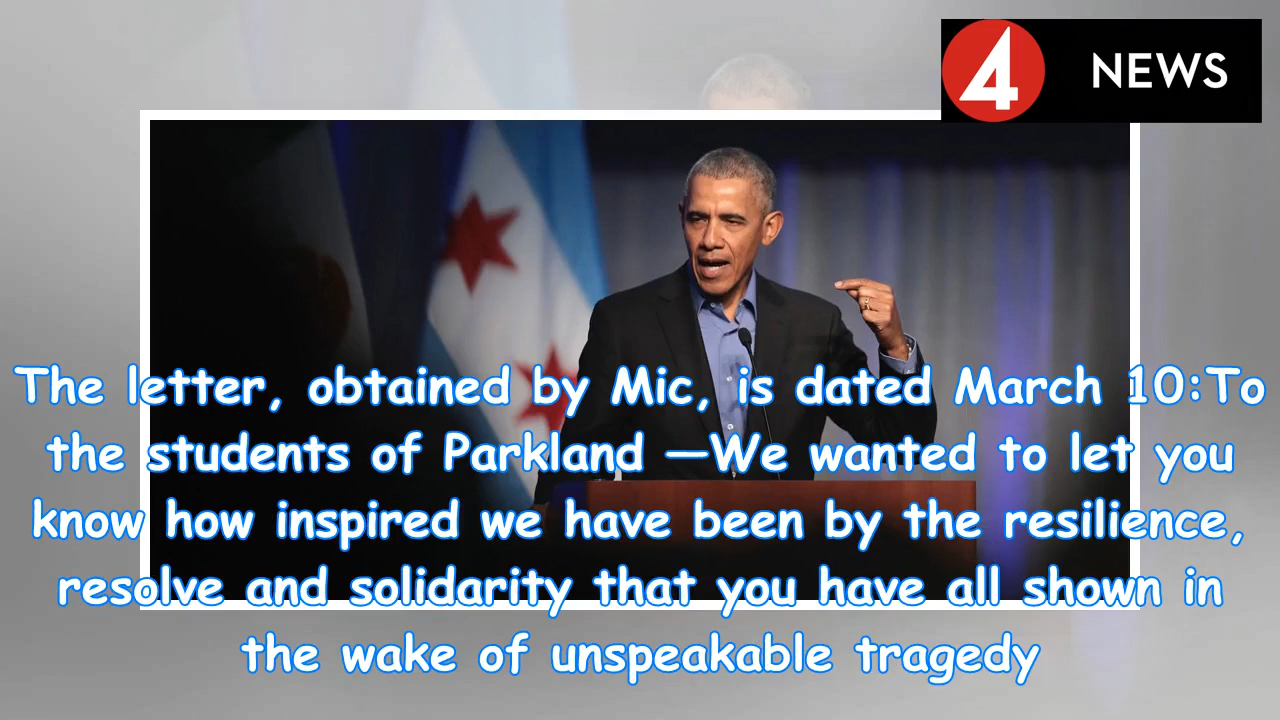 4 NEWS
The letter, obtained by Mic, is dated March 10:To
the students of Parkland —We wanted to let you
know how inspired we have been by the resilience,
resolve and solidarity that you have all shown in
the wake of unspeakable tragedy